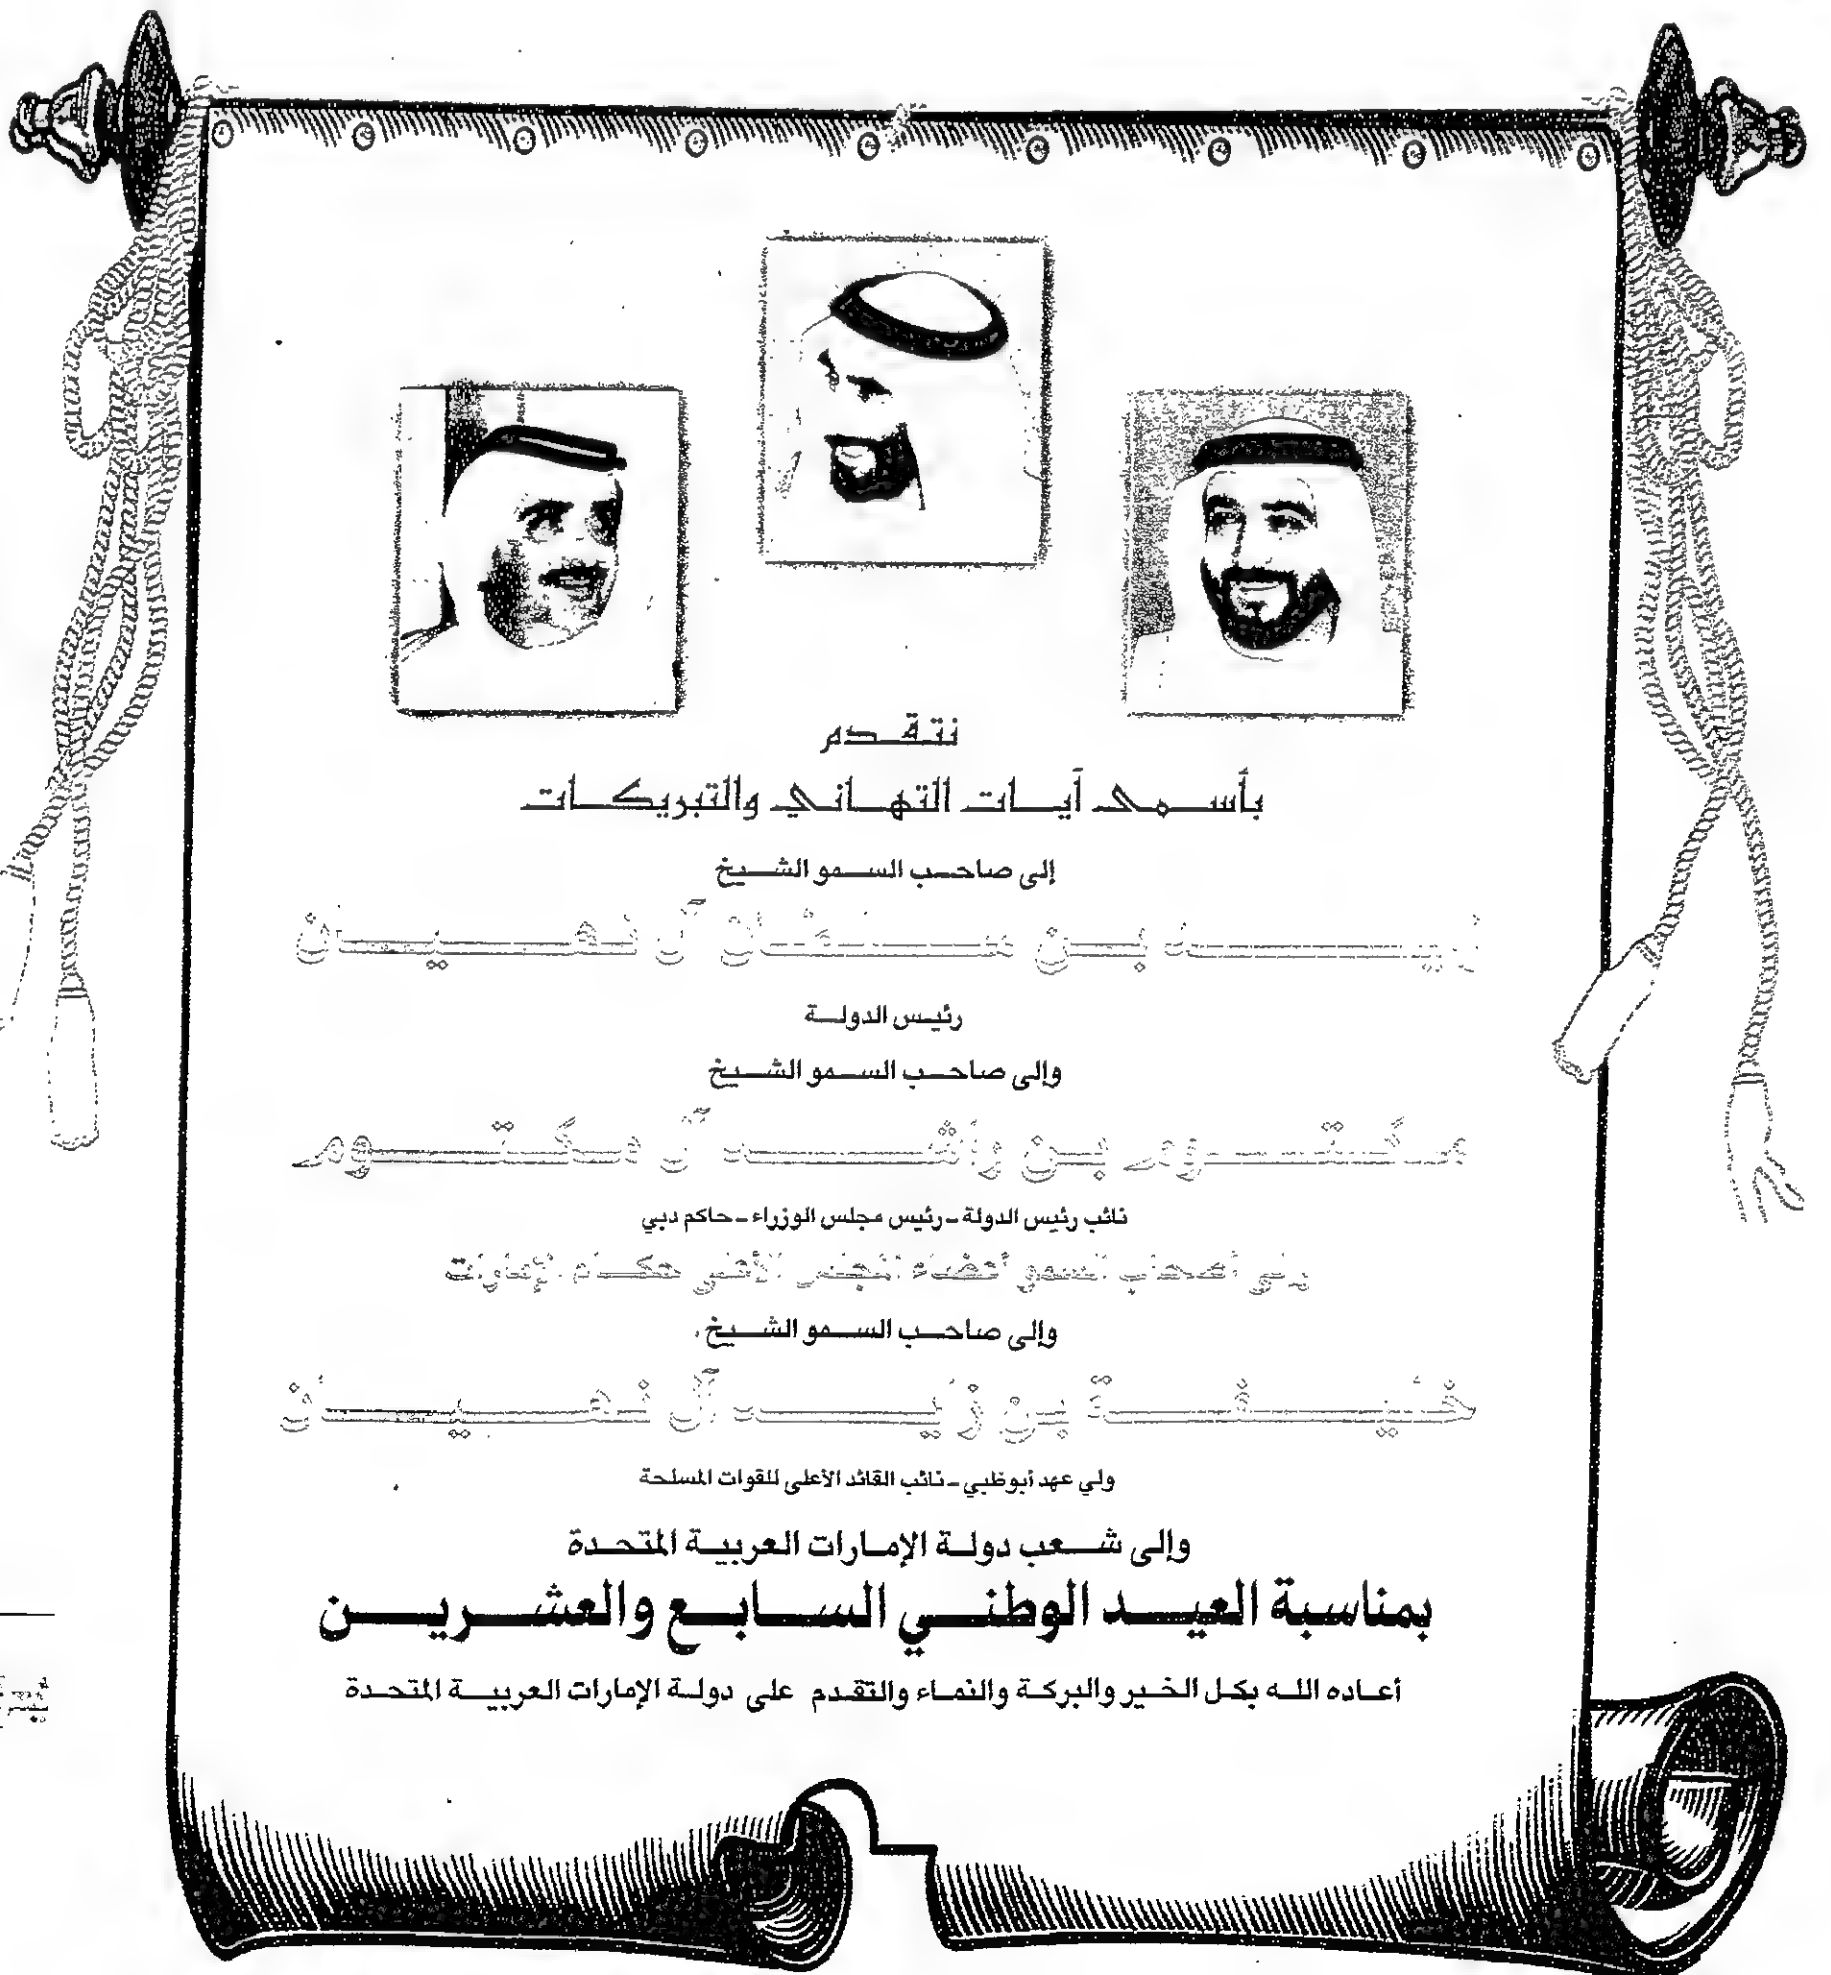 نتقدم
بأسمى آيات التهاني والتبريكات
إلى صاحب السمو الشيخ
زايد بن سلطان آل نهيان
رئيس الدولة
وإلى صاحب السمو الشيخ
مكتوم بن راشد آل مكتوم
نائب رئيس الدولة - رئيس مجلس الوزراء - حاكم دبي
وإلى أصحاب السمو أعضاء المجلس الأعلى حكام الإمارات
وإلى صاحب السمو الشيخ
خليفة بن زايد آل نهيان
ولي عهد أبوظبي - نائب القائد الأعلى للقوات المسلحة
وإلى شعب دولة الإمارات العربية المتحدة
بمناسبة العيد الوطني السابع والعشرين
أعاده الله بكل الخير والبركة والنماء والتقدم على دولة الإمارات العربية المتحدة